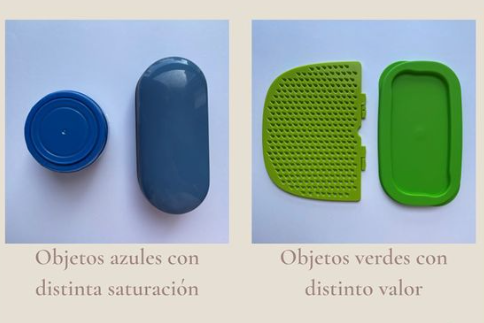 Objetos azules con
distinta saturación
Objetos verdes con
distinto valor